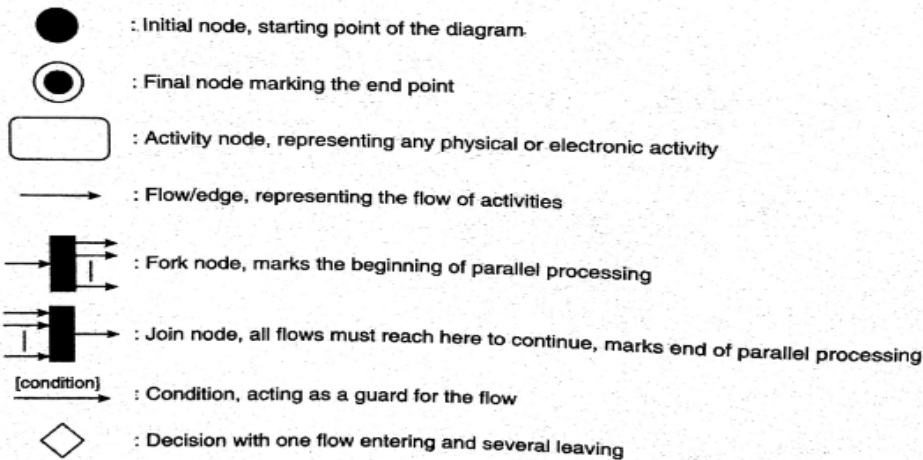 : Initial node, starting point of the diagram.
: Final node marking the end point
: Activity node, representing any physical or electronic activity
: Flow/edge, representing the flow of activities
: Fork node, marks the beginning of parallel processing
: Join node, all flows must reach here to continue, marks end of parallel processing
[condition]
: Condition, acting as a guard for the flow
: Decision with one flow entering and several leaving